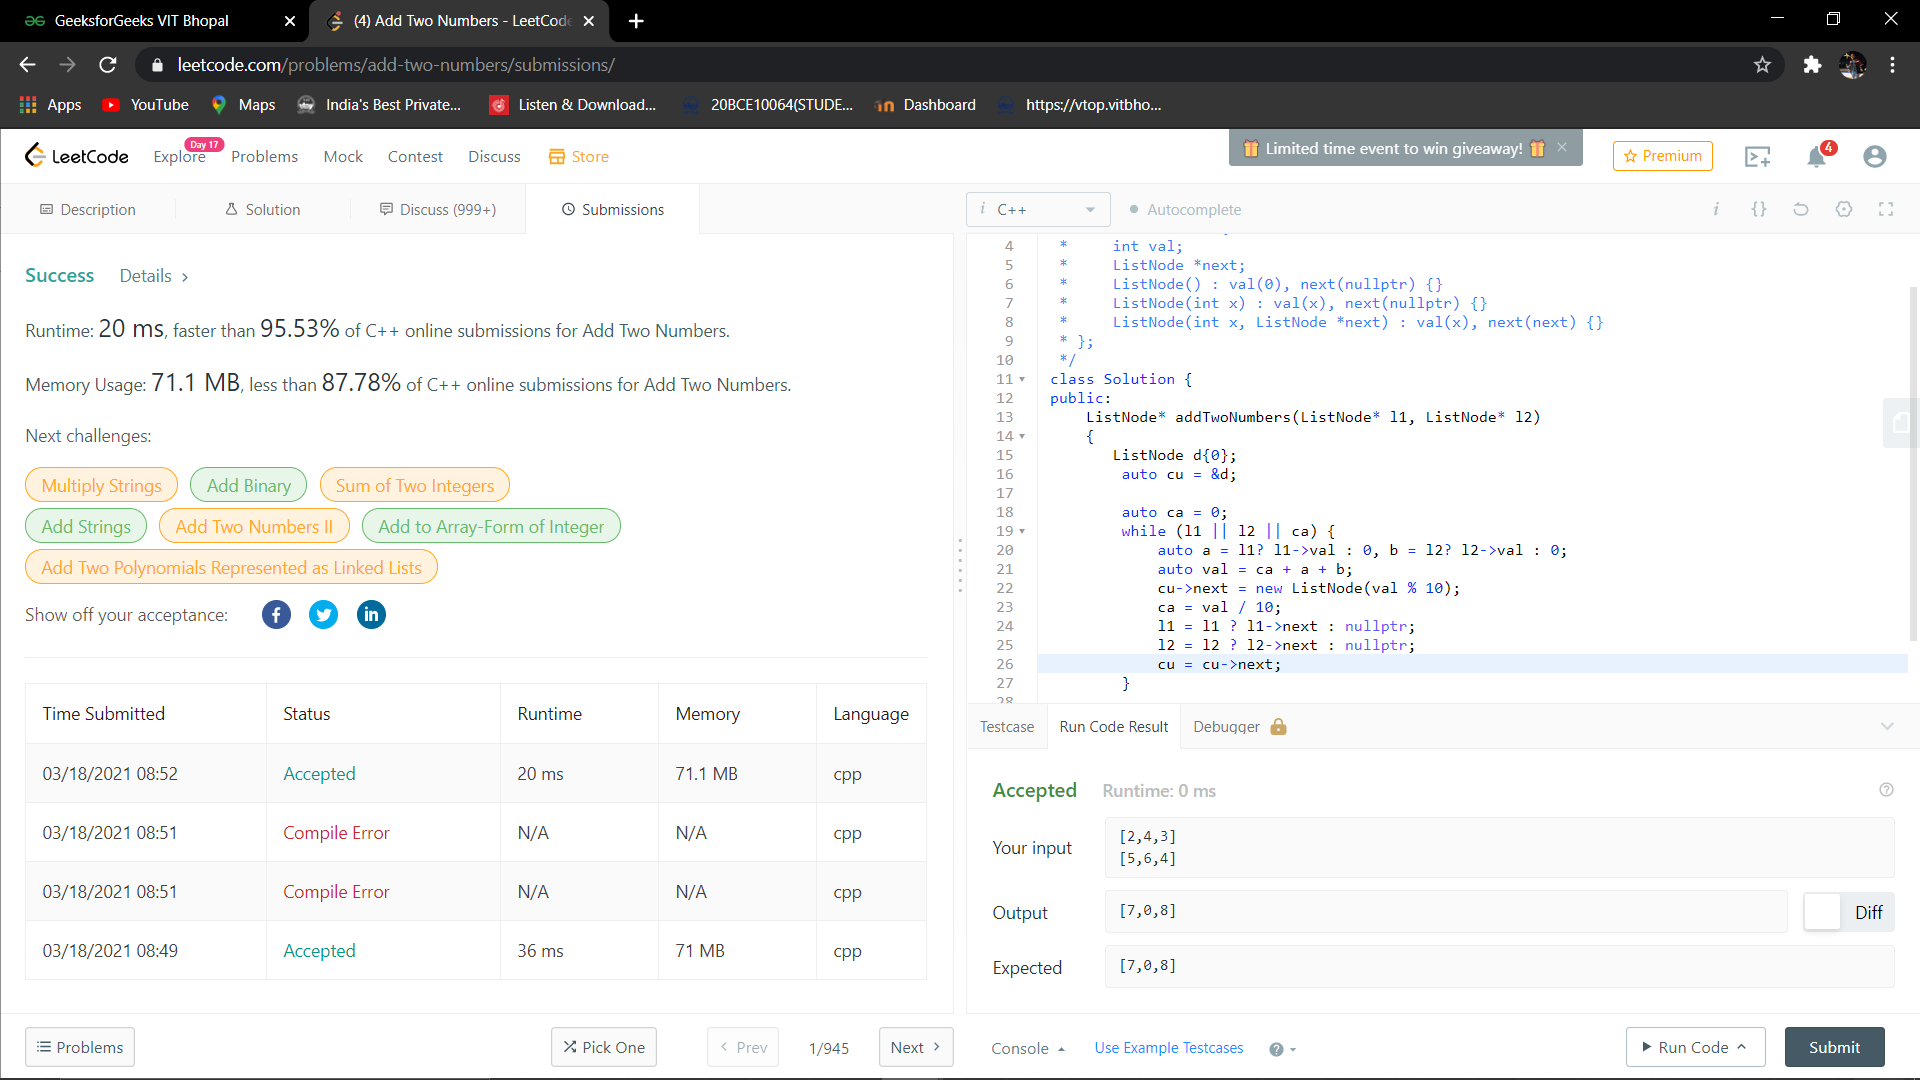 GeeksforGeeks VIT Bhopal
(4) Add Two Numbers - LeetCode
leetcode.com/problems/add-two-numbers/submissions/
Apps
YouTube
Maps
India's Best Private...
Listen & Download...
20BCE10064(STUDE...
Dashboard
https://vtop.vitbho...
LeetCode
Explore
Day 17
Problems
Mock
Contest
Discuss
Store
Limited time event to win giveaway!
Premium
4
Description
Solution
Discuss (999+)
Submissions
Success Details
Runtime: 20 ms, faster than 95.53% of C++ online submissions for Add Two Numbers.
Memory Usage: 71.1 MB, less than 87.78% of C++ online submissions for Add Two Numbers.
Next challenges:
Multiply Strings Add Binary Sum of Two Integers
Add Strings Add Two Numbers II Add to Array-Form of Integer
Add Two Polynomials Represented as Linked Lists
Show off your acceptance:
Time Submitted Status Runtime Memory Language
03/18/2021 08:52 Accepted 20 ms 71.1 MB cpp
03/18/2021 08:51 Compile Error N/A N/A cpp
03/18/2021 08:51 Compile Error N/A N/A cpp
03/18/2021 08:49 Accepted 36 ms 71 MB cpp
Problems
Pick One
Prev
1/945
Next
i C++
Autocomplete
i {}
4 * int val;
5 * ListNode *next;
6 * ListNode() : val(0), next(nullptr) {}
7 * ListNode(int x) : val(x), next(nullptr) {}
8 * ListNode(int x, ListNode *next) : val(x), next(next) {}
9 * };
10 */
11 class Solution {
12 public:
13 ListNode* addTwoNumbers(ListNode* l1, ListNode* l2)
14 {
15 ListNode d{0};
16 auto cu = &d;
17
18 auto ca = 0;
19 while (l1 || l2 || ca) {
20 auto a = l1? l1->val : 0, b = l2? l2->val : 0;
21 auto val = ca + a + b;
22 cu->next = new ListNode(val % 10);
23 ca = val / 10;
24 l1 = l1 ? l1->next : nullptr;
25 l2 = l2 ? l2->next : nullptr;
26 cu = cu->next;
27 }
28
Testcase
Run Code Result
Debugger
Accepted Runtime: 0 ms
Your input
[2,4,3]
[5,6,4]
Output
[7,0,8]
Diff
Expected
[7,0,8]
Console
Use Example Testcases
Run Code
Submit